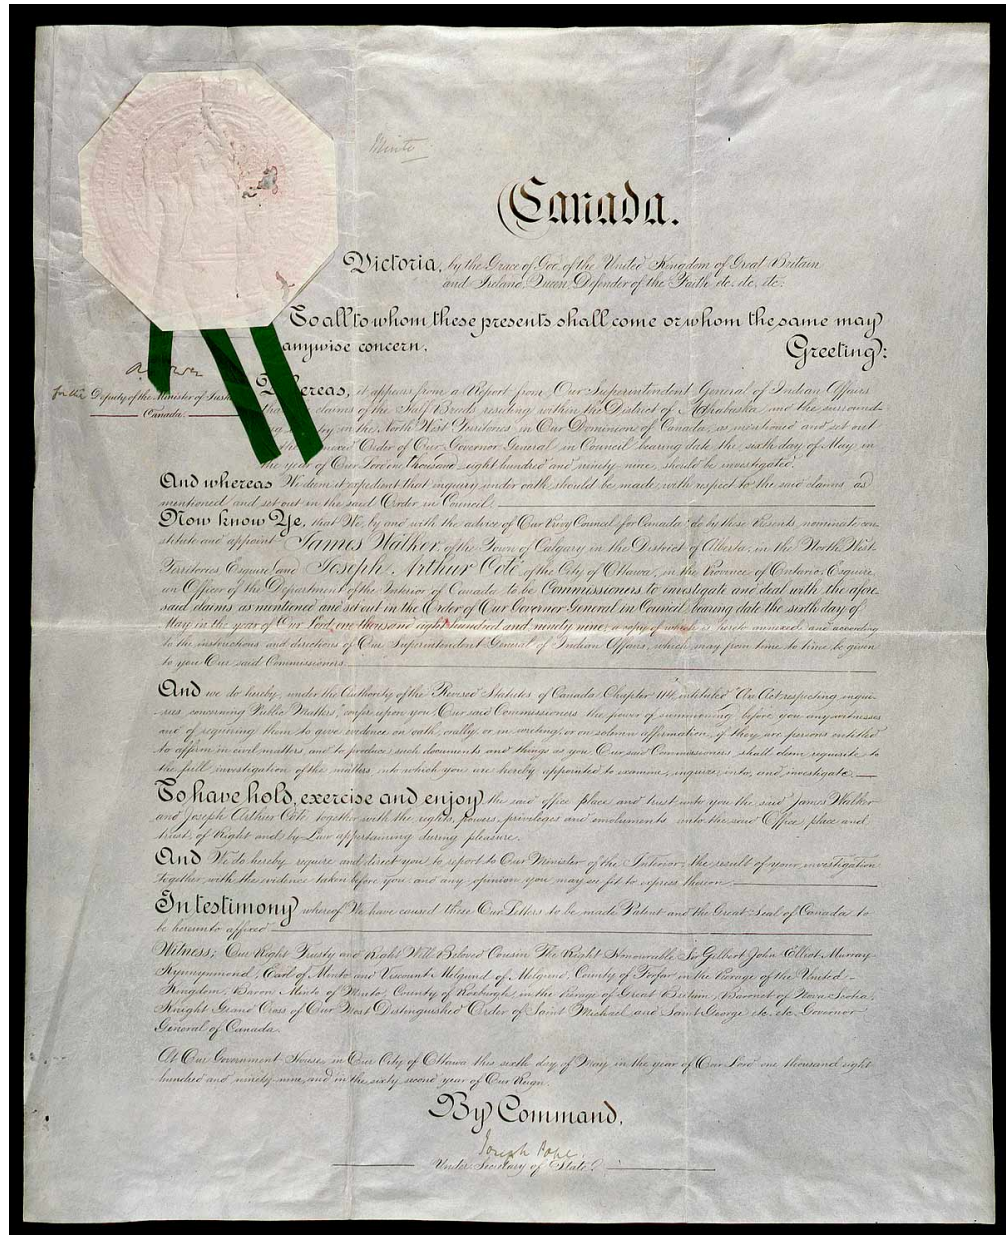 Minto
Canada.
Victoria, by the Grace of God, of the United Kingdom of Great Britain
and Ireland, Queen, Defender of the Faith etc. etc. etc:
To all to whom these presents shall come or whom the same may
anywise concern,
Greeting:
for the Deputy of the Minister of Justice
Canada.
Whereas, it appears from a Report from Our Superintendent General of Indian Affairs
that claims of the Half Breeds residing within the District of Athabaska and the surround-
ing in the North West Territories in Our Dominion of Canada, as mentioned and set out
annexed Order of Our Governor General in Council bearing date the sixth day of May in
the year of Our Lord one thousand eight hundred and ninety nine, should be investigated.
And whereas We deem it expedient that inquiry under oath should be made, with respect to the said claims as
mentioned and set out in the said Order in Council.
Now know Ye, that We, by and with the advice of Our Privy Council for Canada do by these Presents, nominate con-
stitute and appoint James Walker, of the Town of Calgary in the District of Alberta, in the North West
Territories, Esquire, and Joseph Arthur Coté of the City of Ottawa, in the Province of Ontario, Esquire,
an Officer of the Department of the Interior of Canada to be Commissioners to investigate and deal with the afore-
said claims as mentioned and set out in the Order of Our Governor General in Council bearing date the sixth day of
May in the year of Our Lord, one thousand eight hundred and ninety nine, a copy of which is hereto annexed, and according
to the instructions and directions of Our Superintendent General of Indian Affairs, which may from time to time be given
to you Our said Commissioners.
And we do hereby, under the Authority of the Revised Statutes of Canada Chapter 114, intituled "An Act respecting inqui-
ries concerning Public Matters," confer upon you, Our said Commissioners the power of summoning before you any witnesses
and of requiring them to give evidence on oath, orally, or in writing, or on solemn affirmation, if they are persons entitled
to affirm in civil matters, and to produce such documents and things as you Our said Commissioners shall deem requisite to
the full investigation of the matters into which you are hereby appointed to examine, inquire, into, and investigate.
To have hold, exercise and enjoy the said office place and trust unto you the said James Walker
and Joseph Arthur Coté together with the rights, powers, privileges and emoluments unto the said Office, place and
trust, of Right and by Law appertaining during pleasure.
And We do hereby require and direct you to report to Our Minister of the Interior, the result of your investigation
together, with the evidence taken before you and any opinion you may see fit to express thereon.
In testimony whereof We have caused these Our Letters to be made Patent and the Great Seal of Canada to
be hereunto affixed
Witness; Our Right Trusty and Right Well Beloved Cousin The Right Honourable Sir Gilbert John Elliot Murray-
Kynnynmond, Earl of Minto and Viscount Melgund of Melgund, County of Forfar in the Peerage of the United
Kingdom, Baron Minto of Minto, County of Roxburgh, in the Peerage of Great Britain, Baronet of Nova Scotia,
Knight Grand Cross of Our Most Distinguished Order of Saint Michael and Saint George etc. etc. Governor
General of Canada.
At Our Government House, in Our City of Ottawa this sixth day of May in the year of Our Lord one thousand eight
hundred and ninety-nine, and in the sixty second year of Our Reign.
By Command,
Joseph Pope.
Under Secretary of State.